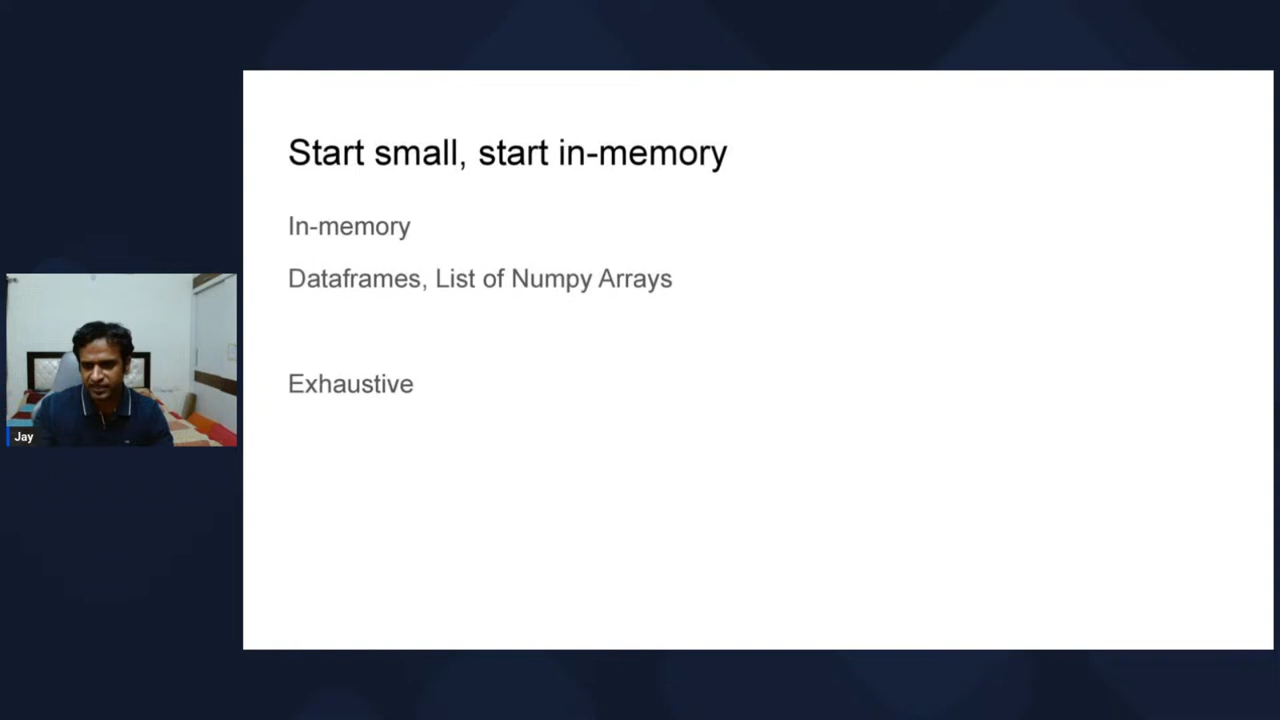 Start small, start in-memory
In-memory
Dataframes, List of Numpy Arrays
Exhaustive
Jay